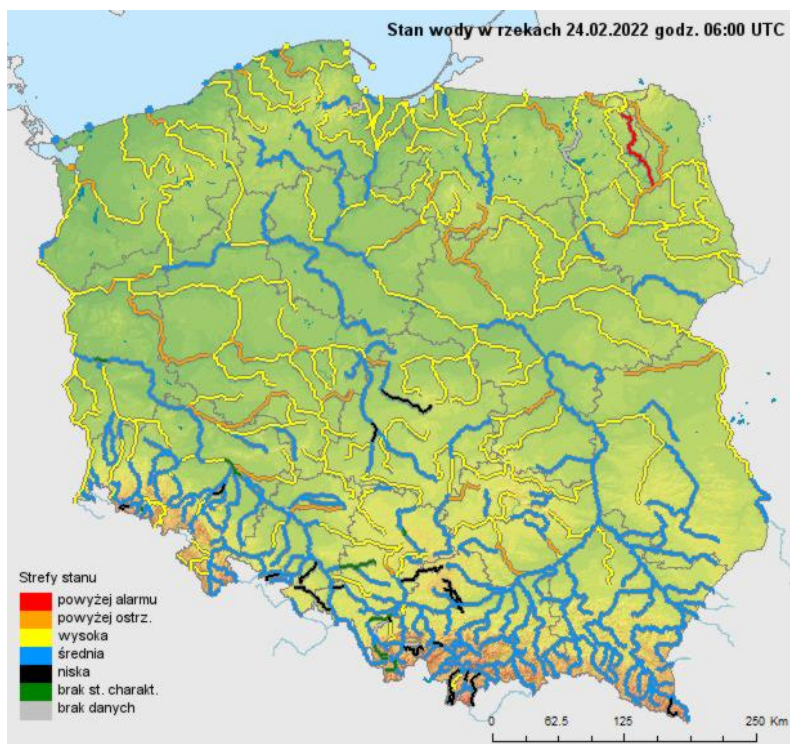 Stan wody w rzekach 24.02.2022 godz. 06:00 UTC
Strefy stanu
powyżej alarmu
powyżej ostrz.
wysoka
średnia
niska
brak st. charakt.
brak danych
0 62.5 125 250 Km